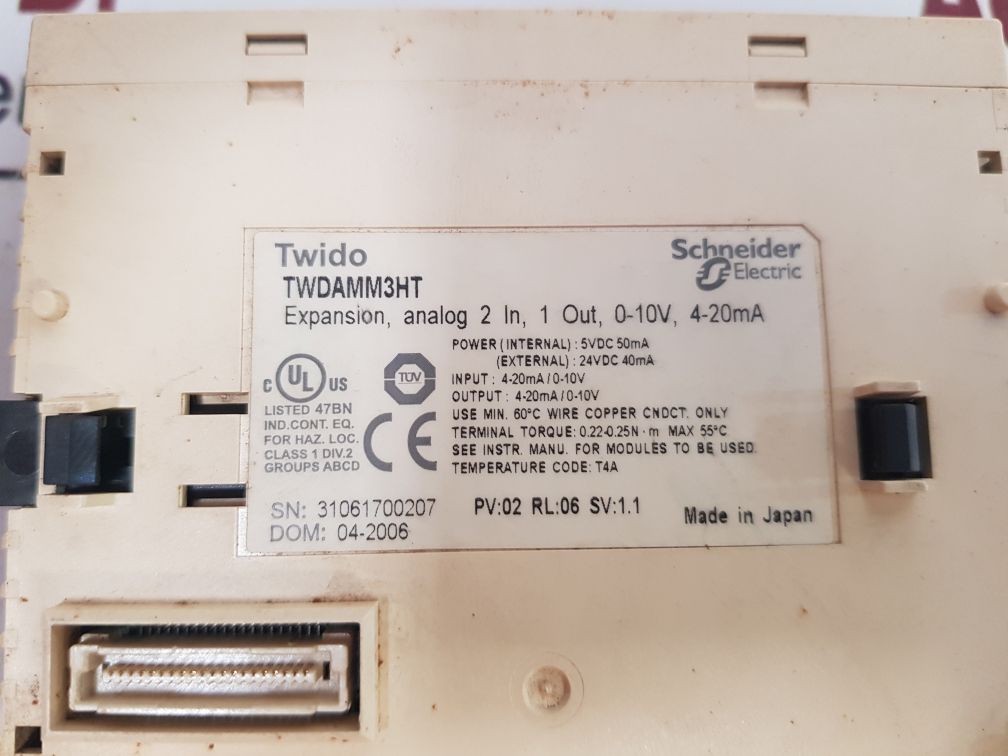 Twido
Schneider
Electric
TWDAMM3HT
Expansion, analog 2 In, 1 Out, 0-10V, 4-20mA
POWER (INTERNAL) : 5VDC 50mA
(EXTERNAL) : 24VDC 40mA
INPUT : 4-20mA / 0-10V
OUTPUT : 4-20mA / 0-10V
USE MIN. 60°C WIRE COPPER CNDCT. ONLY
TERMINAL TORQUE: 0.22-0.25N·m MAX 55°C
SEE INSTR. MANU. FOR MODULES TO BE USED.
TEMPERATURE CODE: T4A
C UL US
LISTED 47BN
IND.CONT. EQ.
FOR HAZ. LOC.
CLASS 1 DIV.2
GROUPS ABCD
TUV
CE
SN: 31061700207
PV:02 RL:06 SV:1.1
Made in Japan
DOM: 04-2006